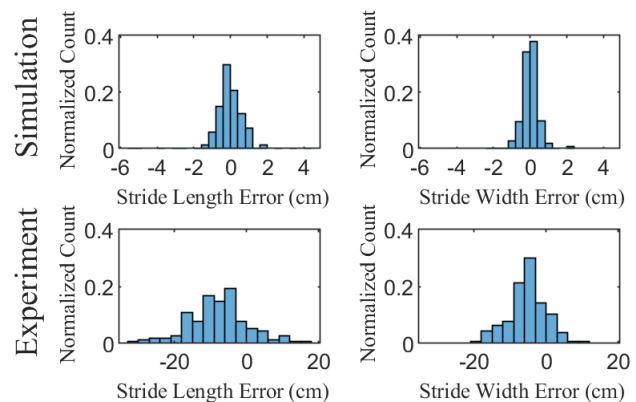 Simulation
Normalized Count
0.4
0.2
0
-6 -4 -2 0 2 4
Stride Length Error (cm)
Normalized Count
0.4
0.2
0
-6 -4 -2 0 2 4
Stride Width Error (cm)
Experiment
Normalized Count
0.4
0.2
0
-20 0 20
Stride Length Error (cm)
Normalized Count
0.4
0.2
0
-20 0 20
Stride Width Error (cm)